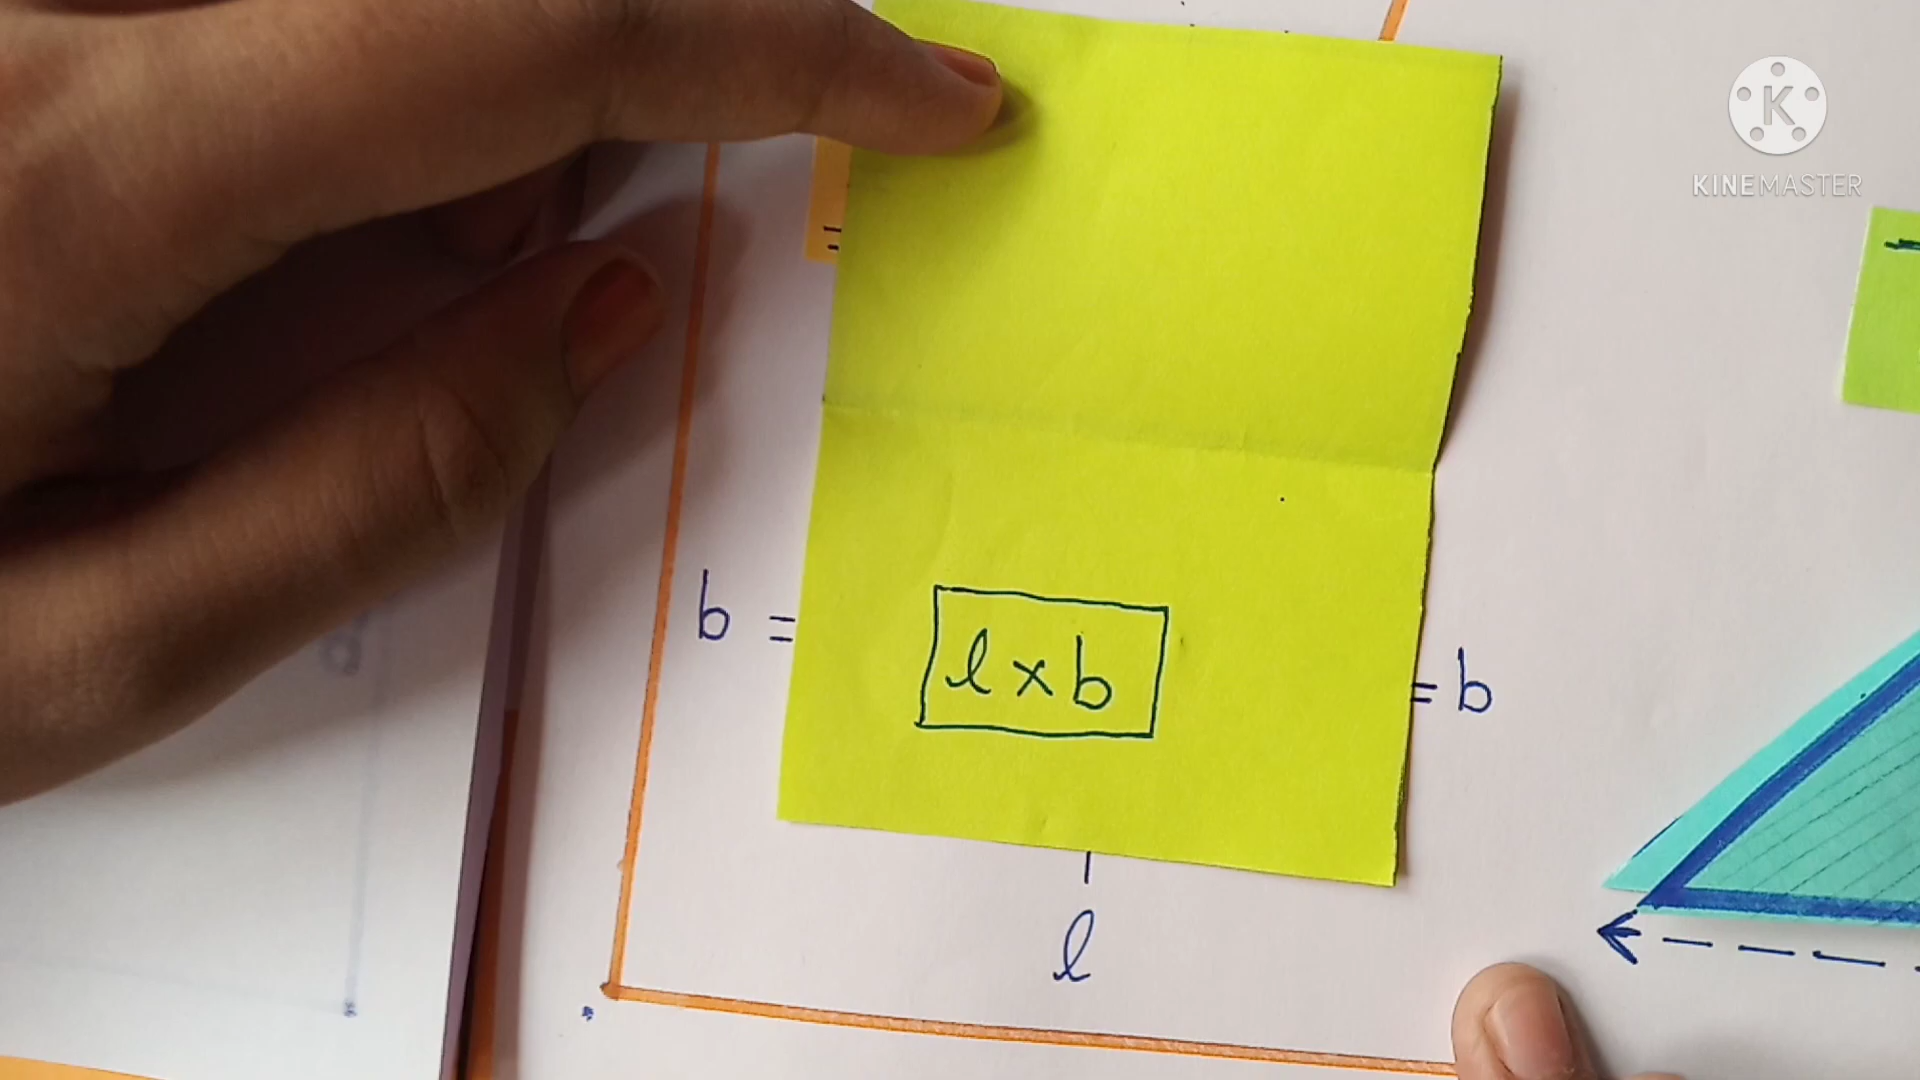 KINEMASTER
b =
l x b
= b
l